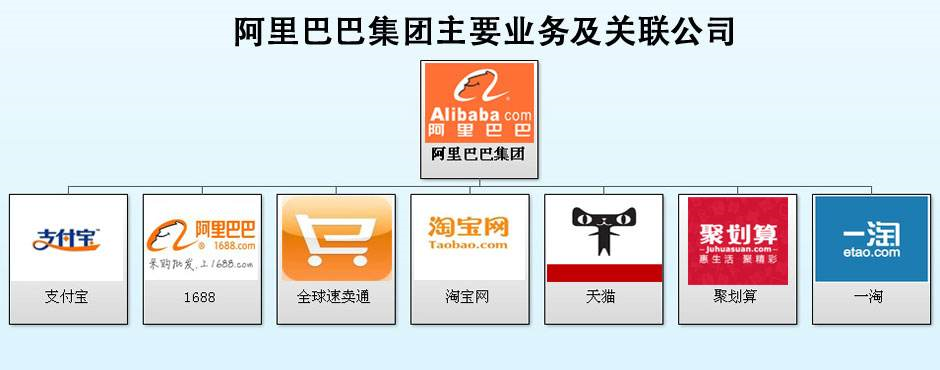 阿里巴巴集团主要业务及关联公司
Alibaba.com
阿里巴巴
阿里巴巴集团
支付宝
支付宝
阿里巴巴
1688.com
采购批发,上1688.com
1688
全球速卖通
淘宝网
Taobao.com
淘宝网
天猫
聚划算
juhuasuan.com
惠生活 聚精彩
聚划算
一淘
etao.com
一淘